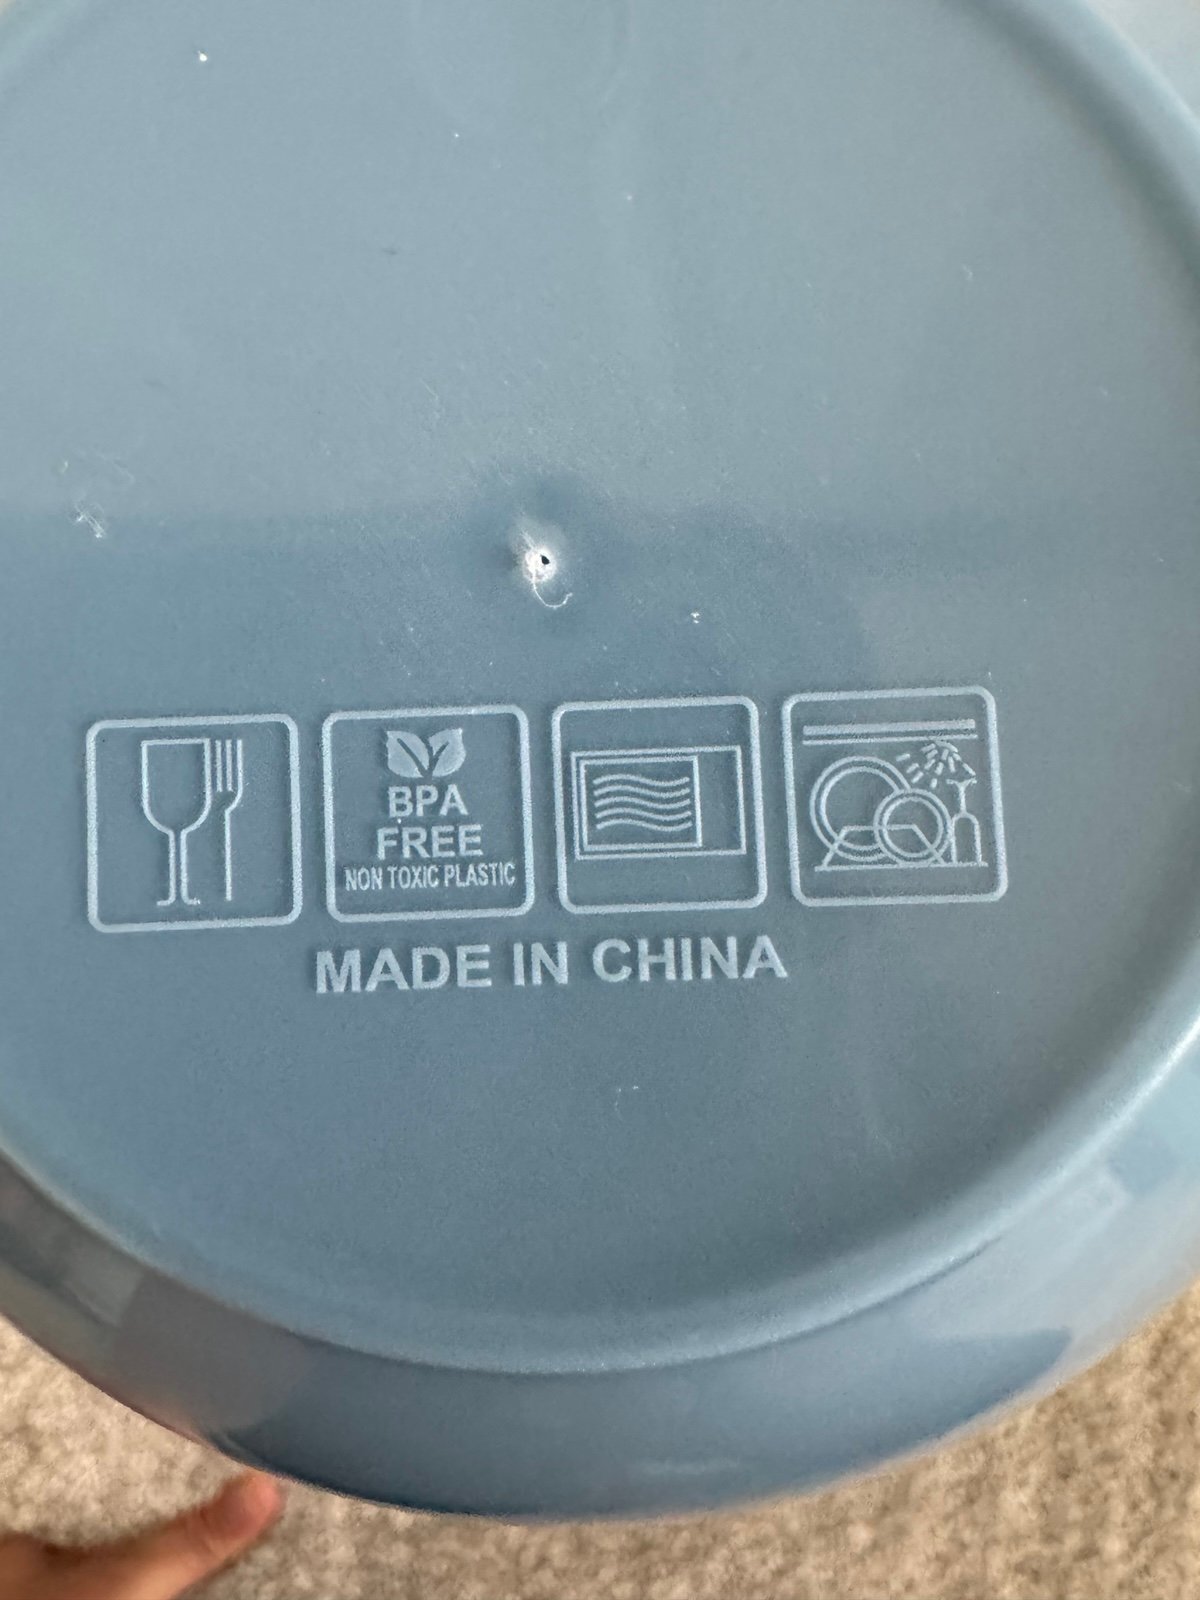 BPA
FREE
NON TOXIC PLASTIC
MADE IN CHINA